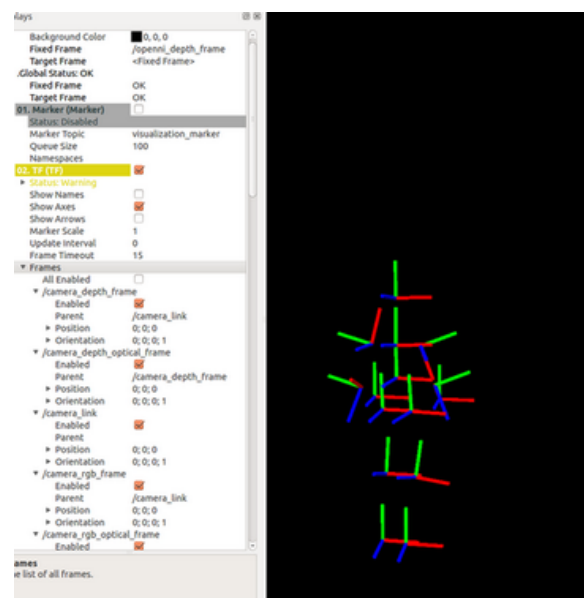 plays
Background Color 0, 0, 0
Fixed Frame /openni_depth_frame
Target Frame <Fixed Frame>
.Global Status: OK
Fixed Frame OK
Target Frame OK
01. Marker (Marker)
Status: Disabled
Marker Topic visualization_marker
Queue Size 100
Namespaces
02. TF (TF)
Status: Warning
Show Names
Show Axes
Show Arrows
Marker Scale 1
Update Interval 0
Frame Timeout 15
Frames
All Enabled
/camera_depth_frame
Enabled
Parent /camera_link
Position 0; 0; 0
Orientation 0; 0; 0; 1
/camera_depth_optical_frame
Enabled
Parent /camera_depth_frame
Position 0; 0; 0
Orientation 0; 0; 0; 1
/camera_link
Enabled
Parent
Position 0; 0; 0
Orientation 0; 0; 0; 1
/camera_rgb_frame
Enabled
Parent /camera_link
Position 0; 0; 0
Orientation 0; 0; 0; 1
/camera_rgb_optical_frame
Enabled
ames
e list of all frames.